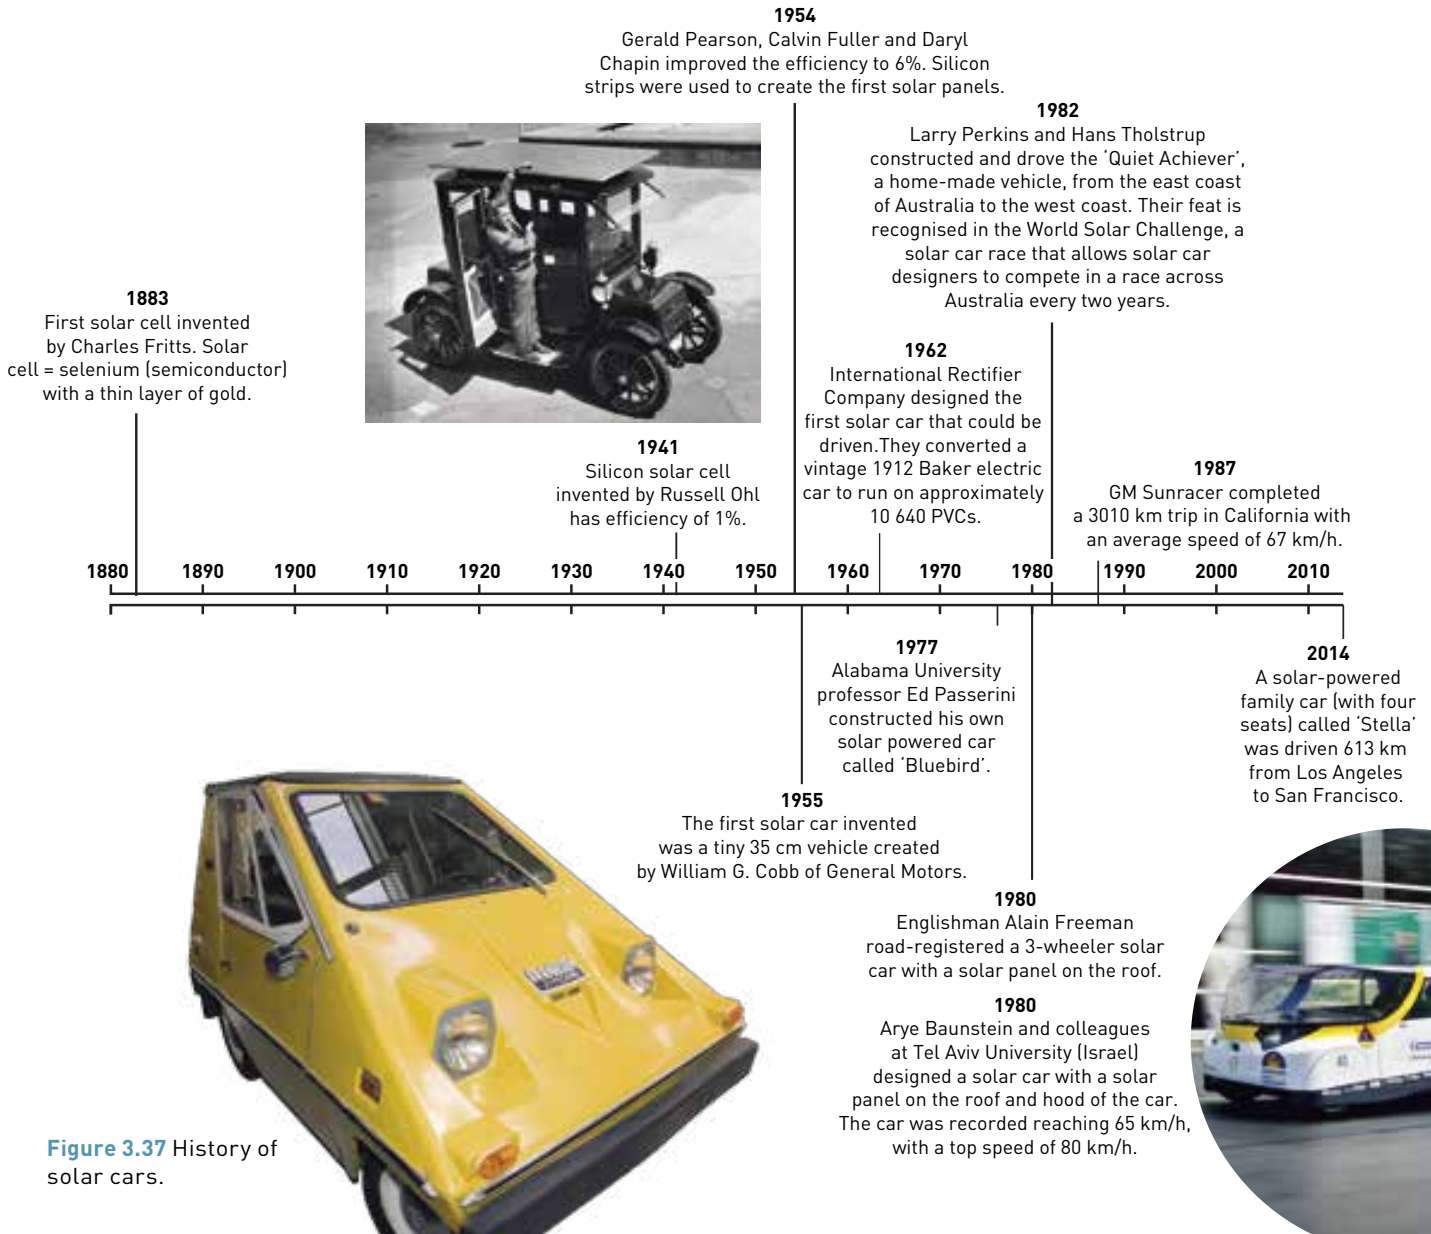 1954
Gerald Pearson, Calvin Fuller and Daryl
Chapin improved the efficiency to 6%. Silicon
strips were used to create the first solar panels.
1982
Larry Perkins and Hans Tholstrup
constructed and drove the ‘Quiet Achiever’,
a home-made vehicle, from the east coast
of Australia to the west coast. Their feat is
recognised in the World Solar Challenge, a
solar car race that allows solar car
designers to compete in a race across
Australia every two years.
1883
First solar cell invented
by Charles Fritts. Solar
cell = selenium (semiconductor)
with a thin layer of gold.
1962
International Rectifier
Company designed the
first solar car that could be
driven.They converted a
vintage 1912 Baker electric
car to run on approximately
10 640 PVCs.
1941
Silicon solar cell
invented by Russell Ohl
has efficiency of 1%.
1987
GM Sunracer completed
a 3010 km trip in California with
an average speed of 67 km/h.
1880 1890 1900 1910 1920 1930 1940 1950 1960 1970 1980 1990 2000 2010
1977
Alabama University
professor Ed Passerini
constructed his own
solar powered car
called ‘Bluebird’.
2014
A solar-powered
family car (with four
seats) called ‘Stella’
was driven 613 km
from Los Angeles
to San Francisco.
1955
The first solar car invented
was a tiny 35 cm vehicle created
by William G. Cobb of General Motors.
1980
Englishman Alain Freeman
road-registered a 3-wheeler solar
car with a solar panel on the roof.
1980
Arye Baunstein and colleagues
at Tel Aviv University (Israel)
designed a solar car with a solar
panel on the roof and hood of the car.
The car was recorded reaching 65 km/h,
with a top speed of 80 km/h.
Figure 3.37 History of
solar cars.